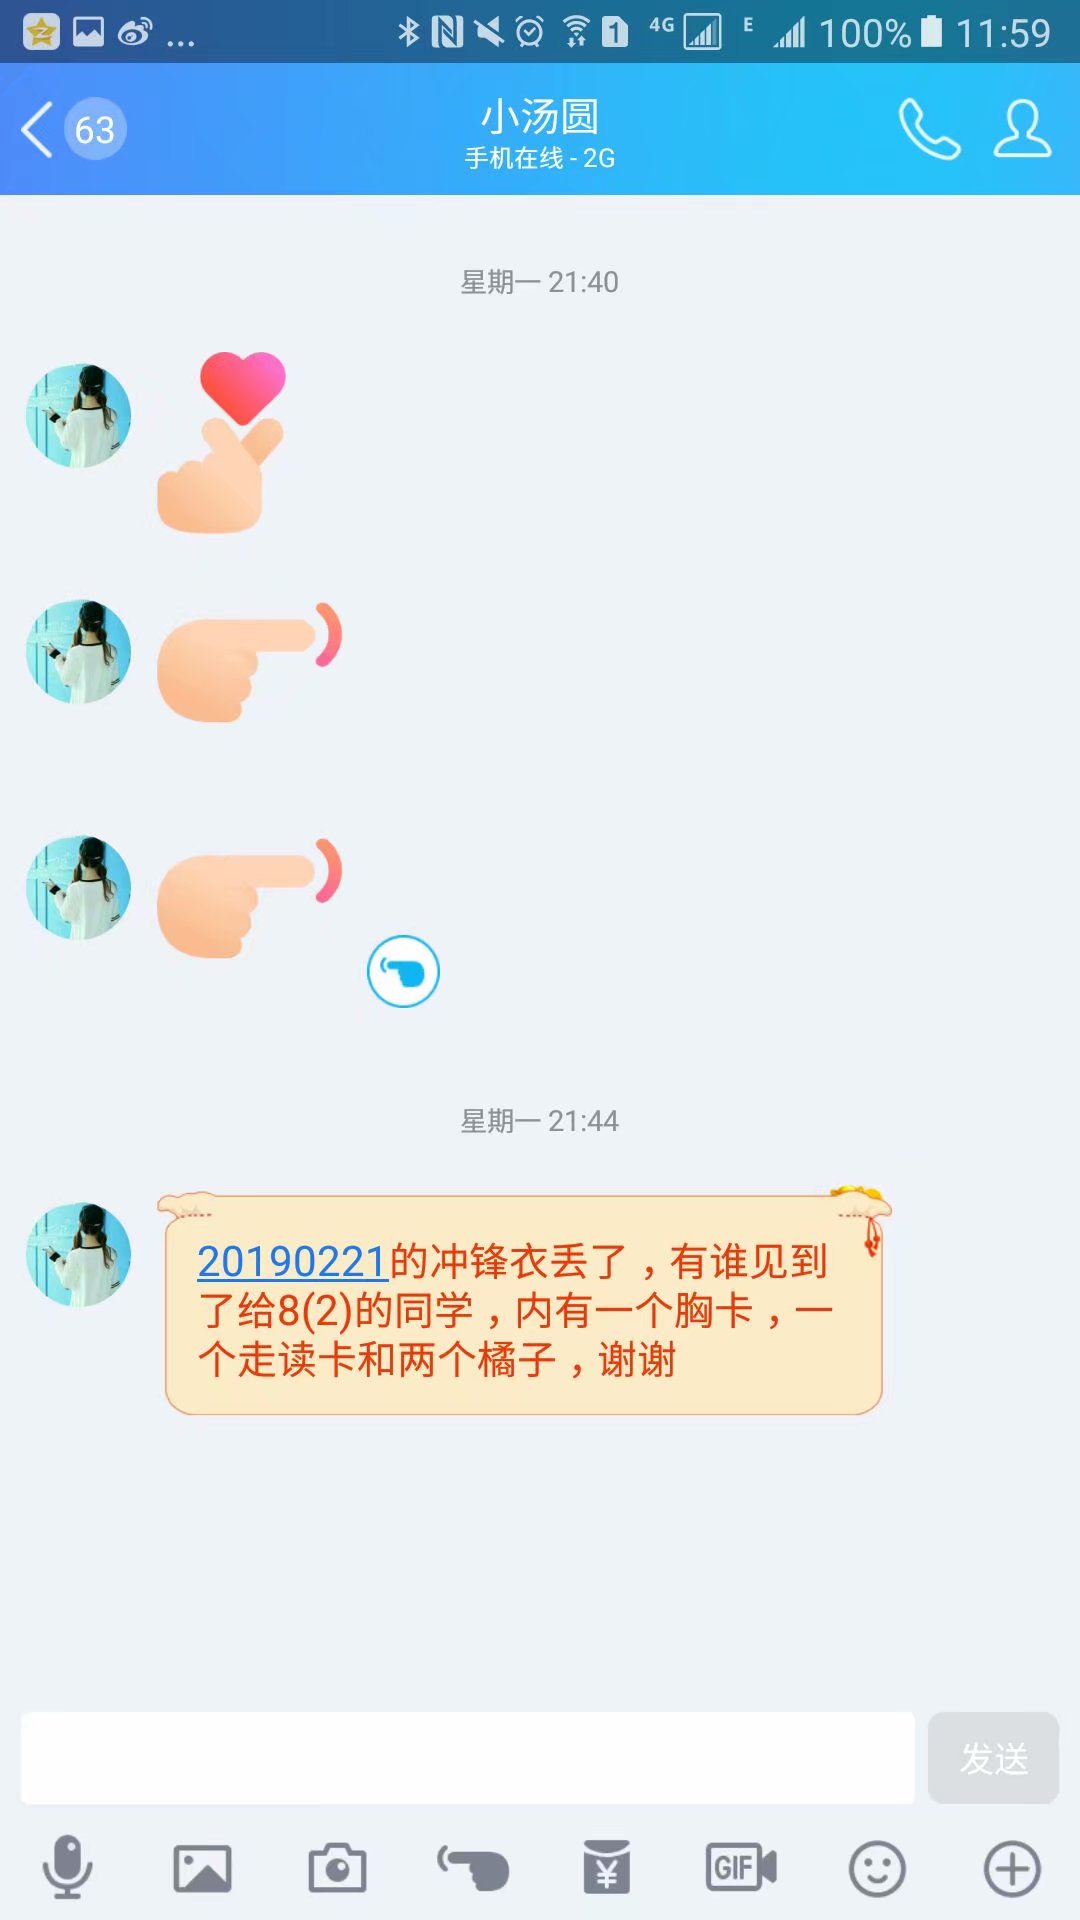 ... 1 4G E 100% 11:59
63
小汤圆
手机在线 - 2G
星期一 21:40
星期一 21:44
20190221的冲锋衣丢了，有谁见到
了给8(2)的同学，内有一个胸卡，一
个走读卡和两个橘子，谢谢
发送
¥
GIF